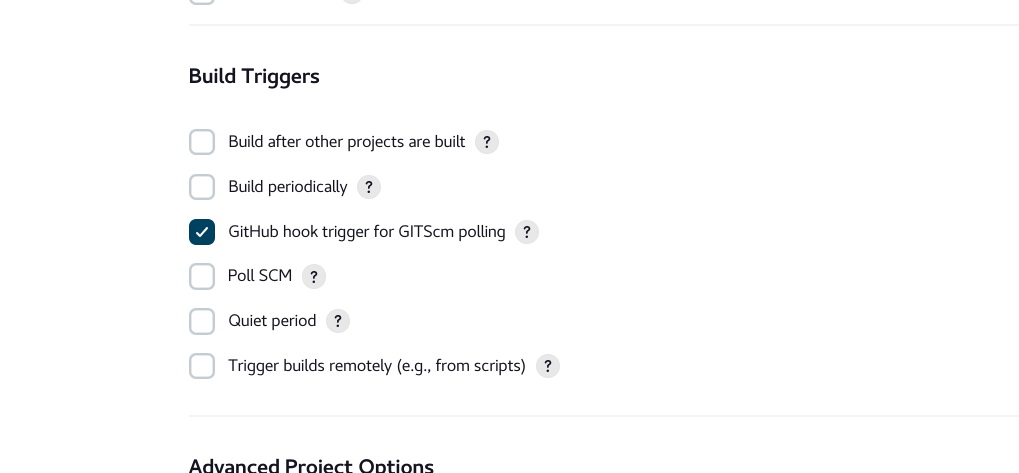 ?
Build Triggers
Build after other projects are built ?
Build periodically ?
GitHub hook trigger for GITScm polling ?
Poll SCM ?
Quiet period ?
Trigger builds remotely (e.g., from scripts) ?
Advanced Project Options